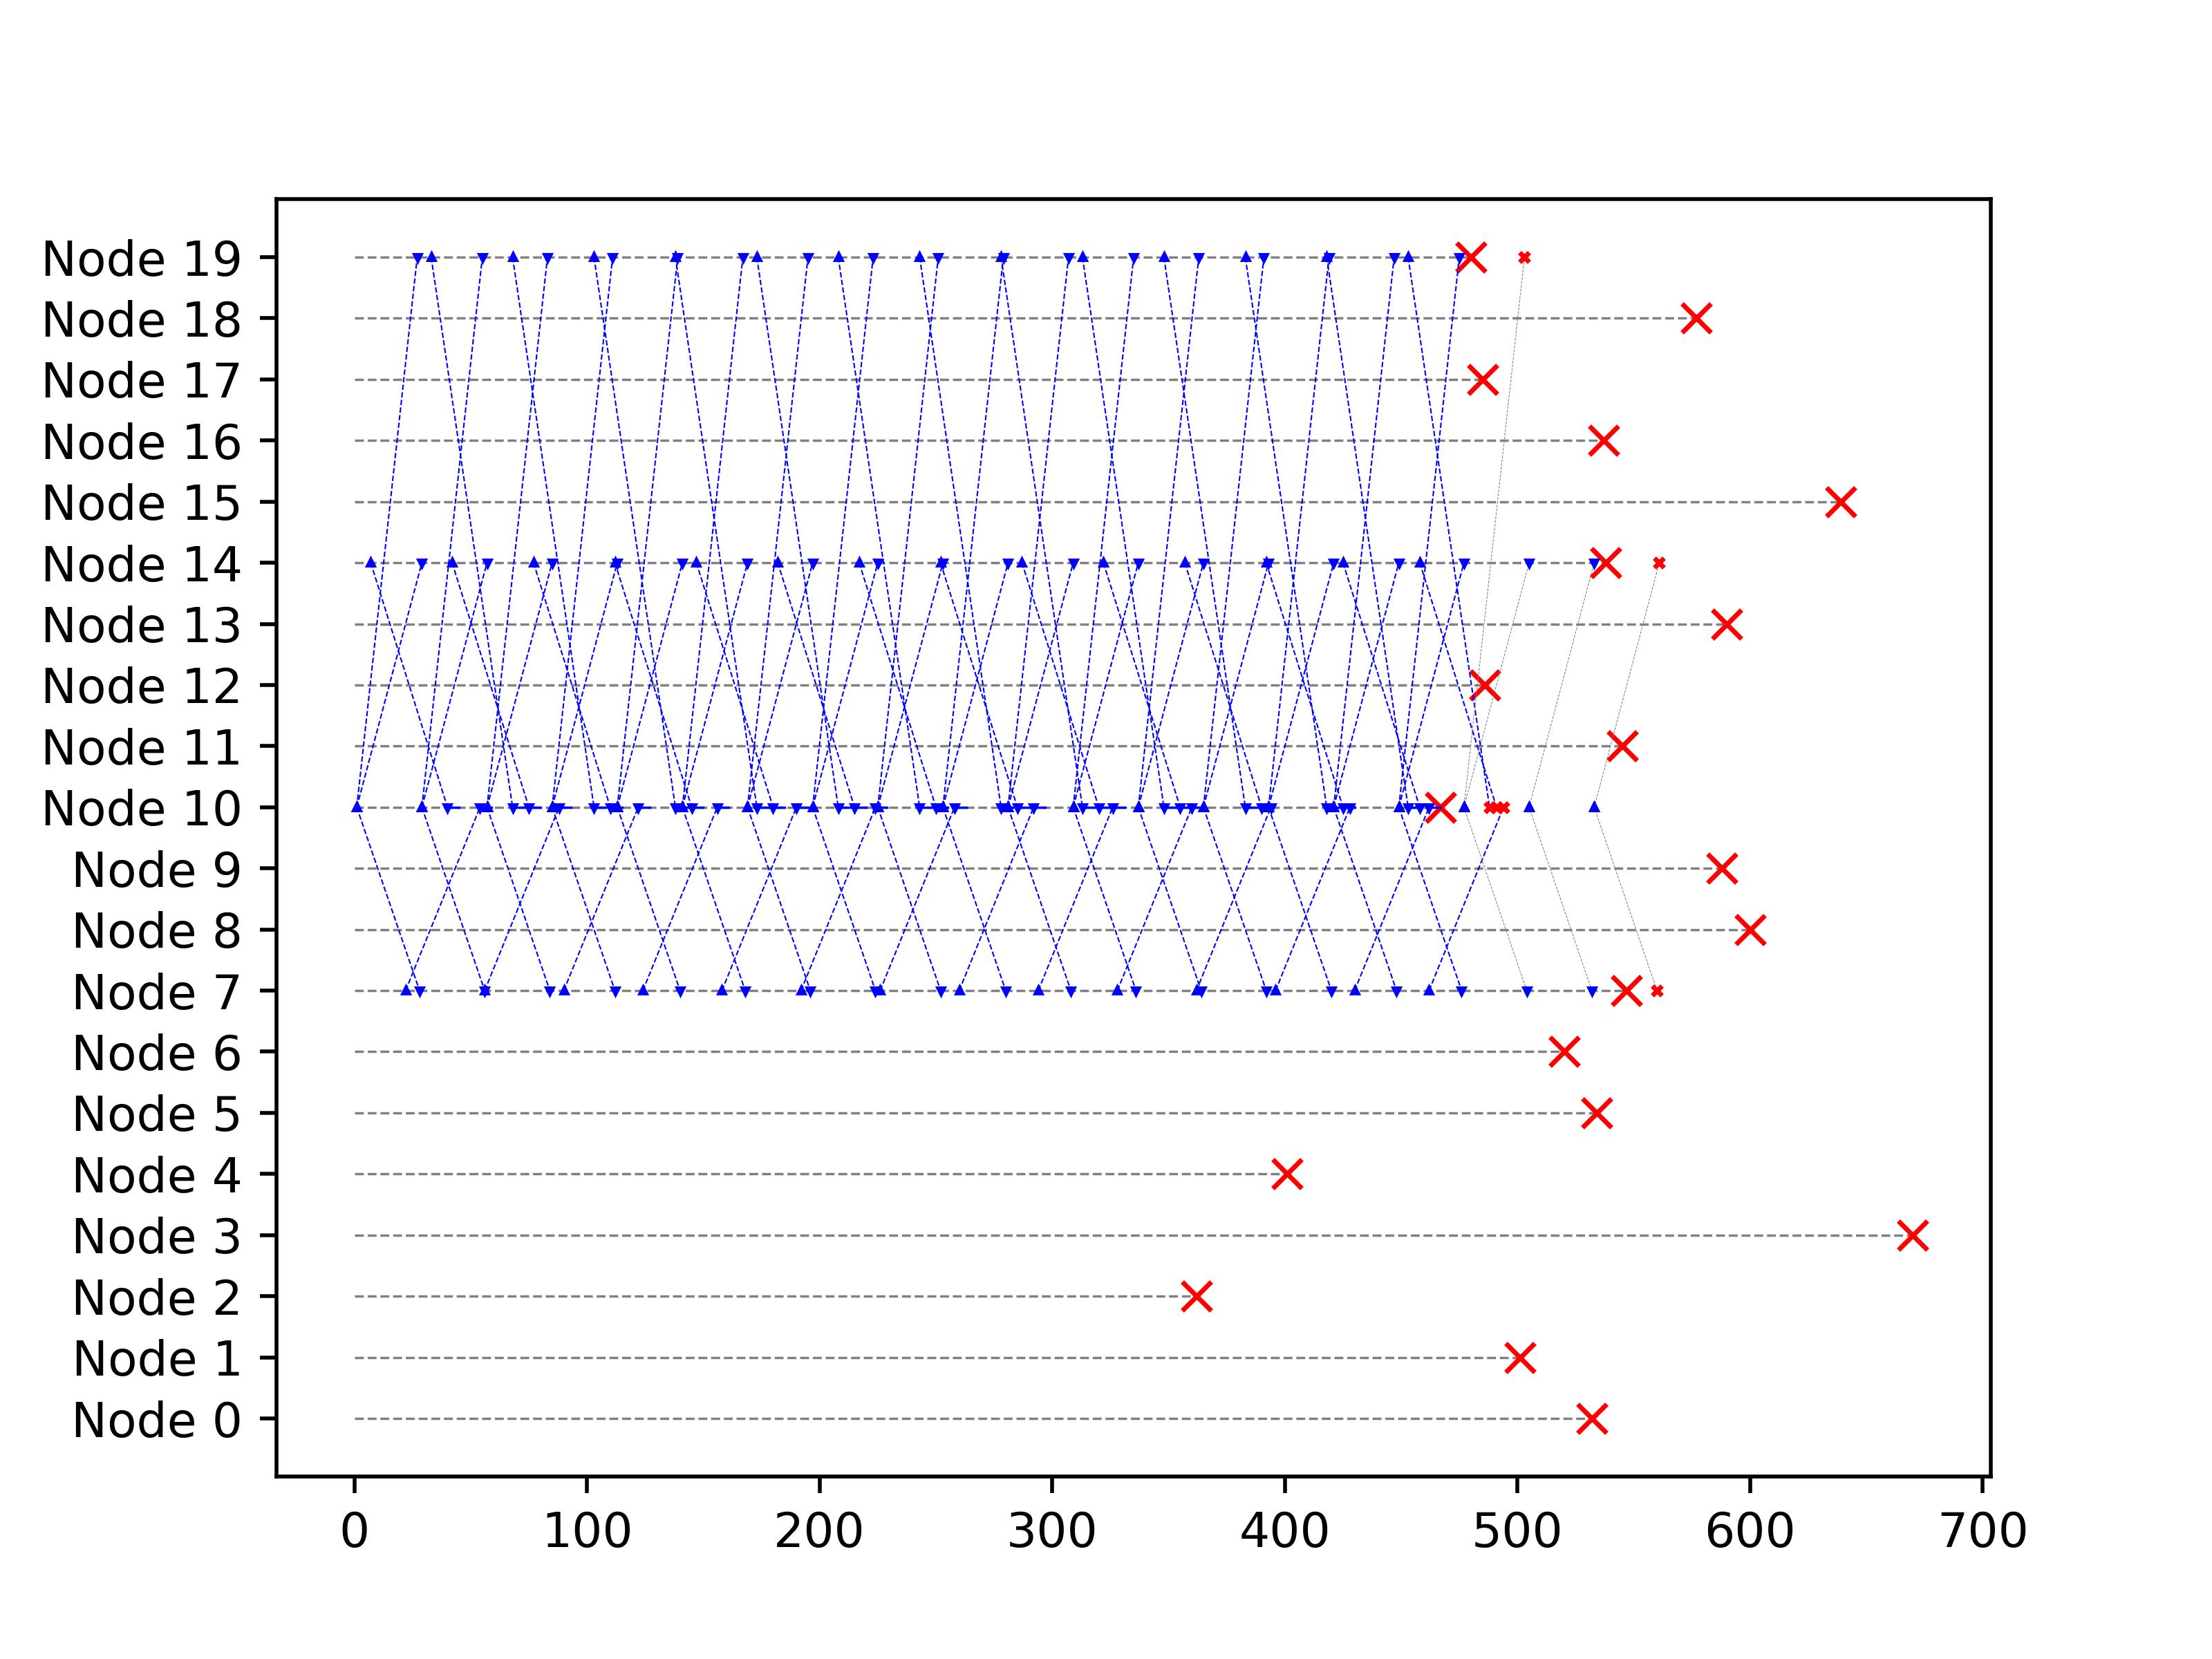 Node 19
Node 18
Node 17
Node 16
Node 15
Node 14
Node 13
Node 12
Node 11
Node 10
Node 9
Node 8
Node 7
Node 6
Node 5
Node 4
Node 3
Node 2
Node 1
Node 0
0 100 200 300 400 500 600 700